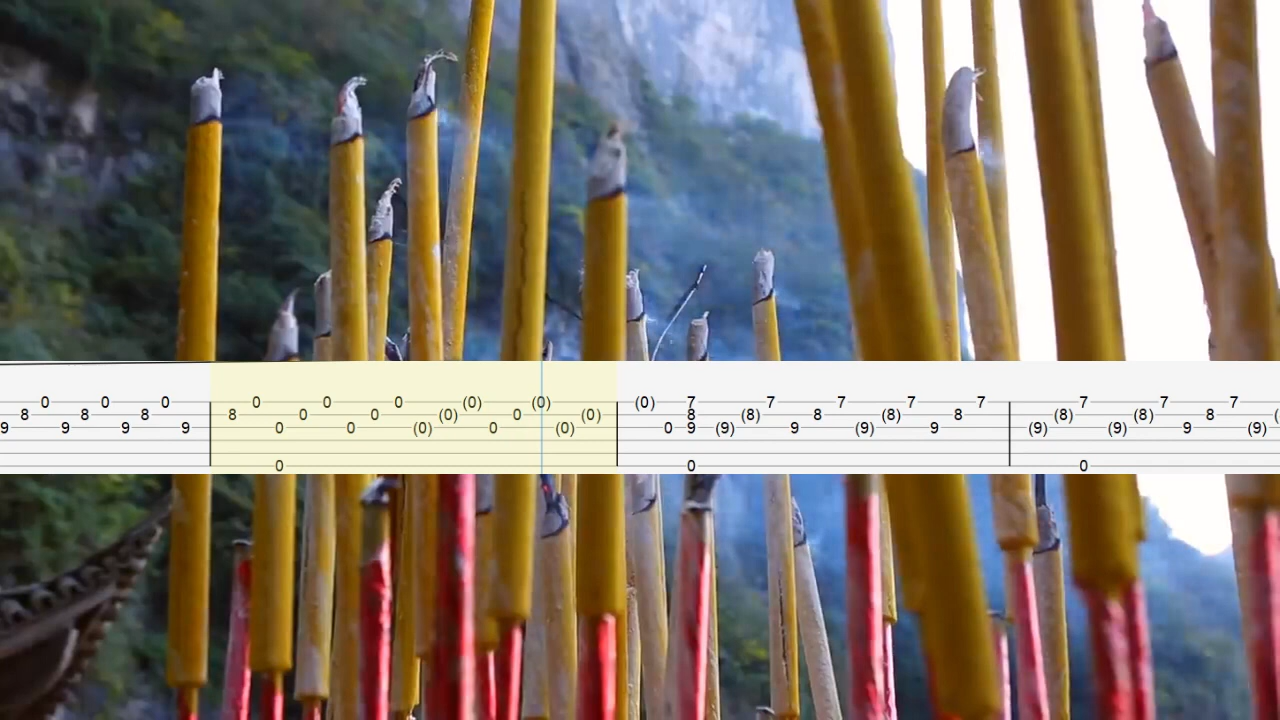 0 0 0 0 0 0 (0) (0) (0) 7 7 7 7 7 7 7
8 8 8 8 0 0 (0) 0 (0) 8 (8) 8 (8) 8 (8) (8) 8 (
9 9 9 9 0 0 (0) 0 (0) 0 9 (9) 9 (9) 9 (9) (9) 9 (9)
0 0 0